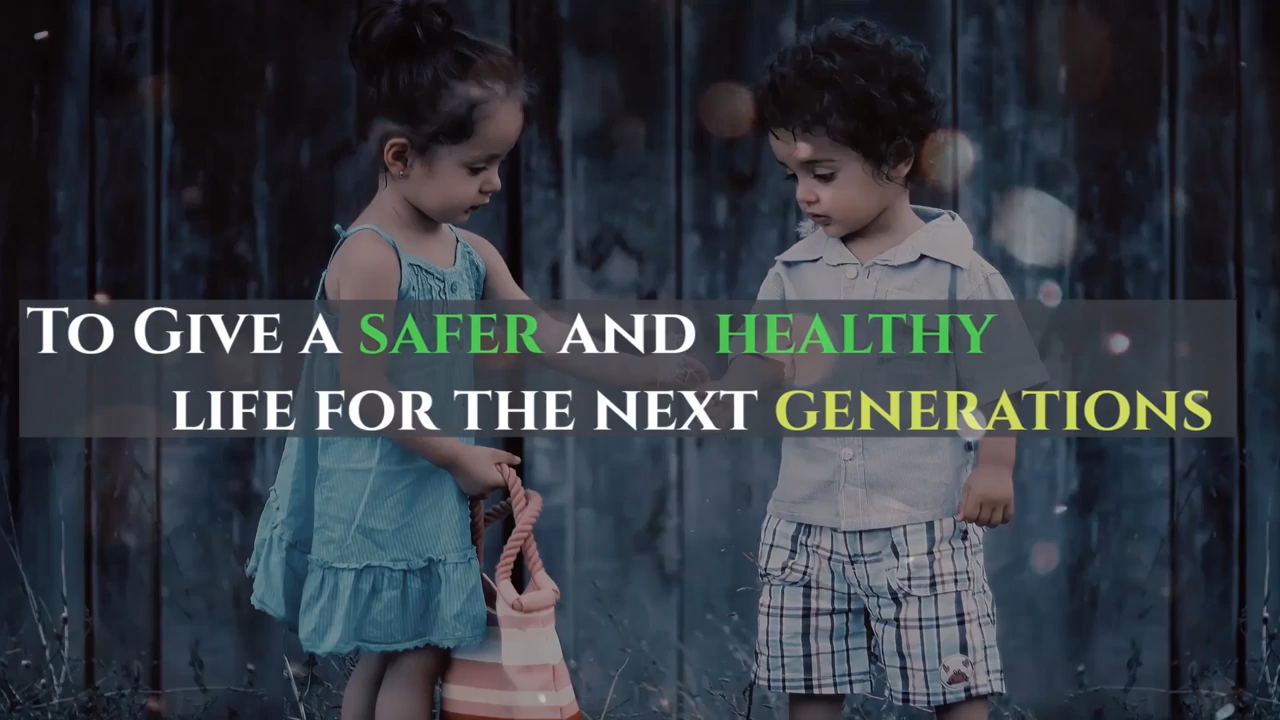 To Give a safer and healthy
life for the next generations